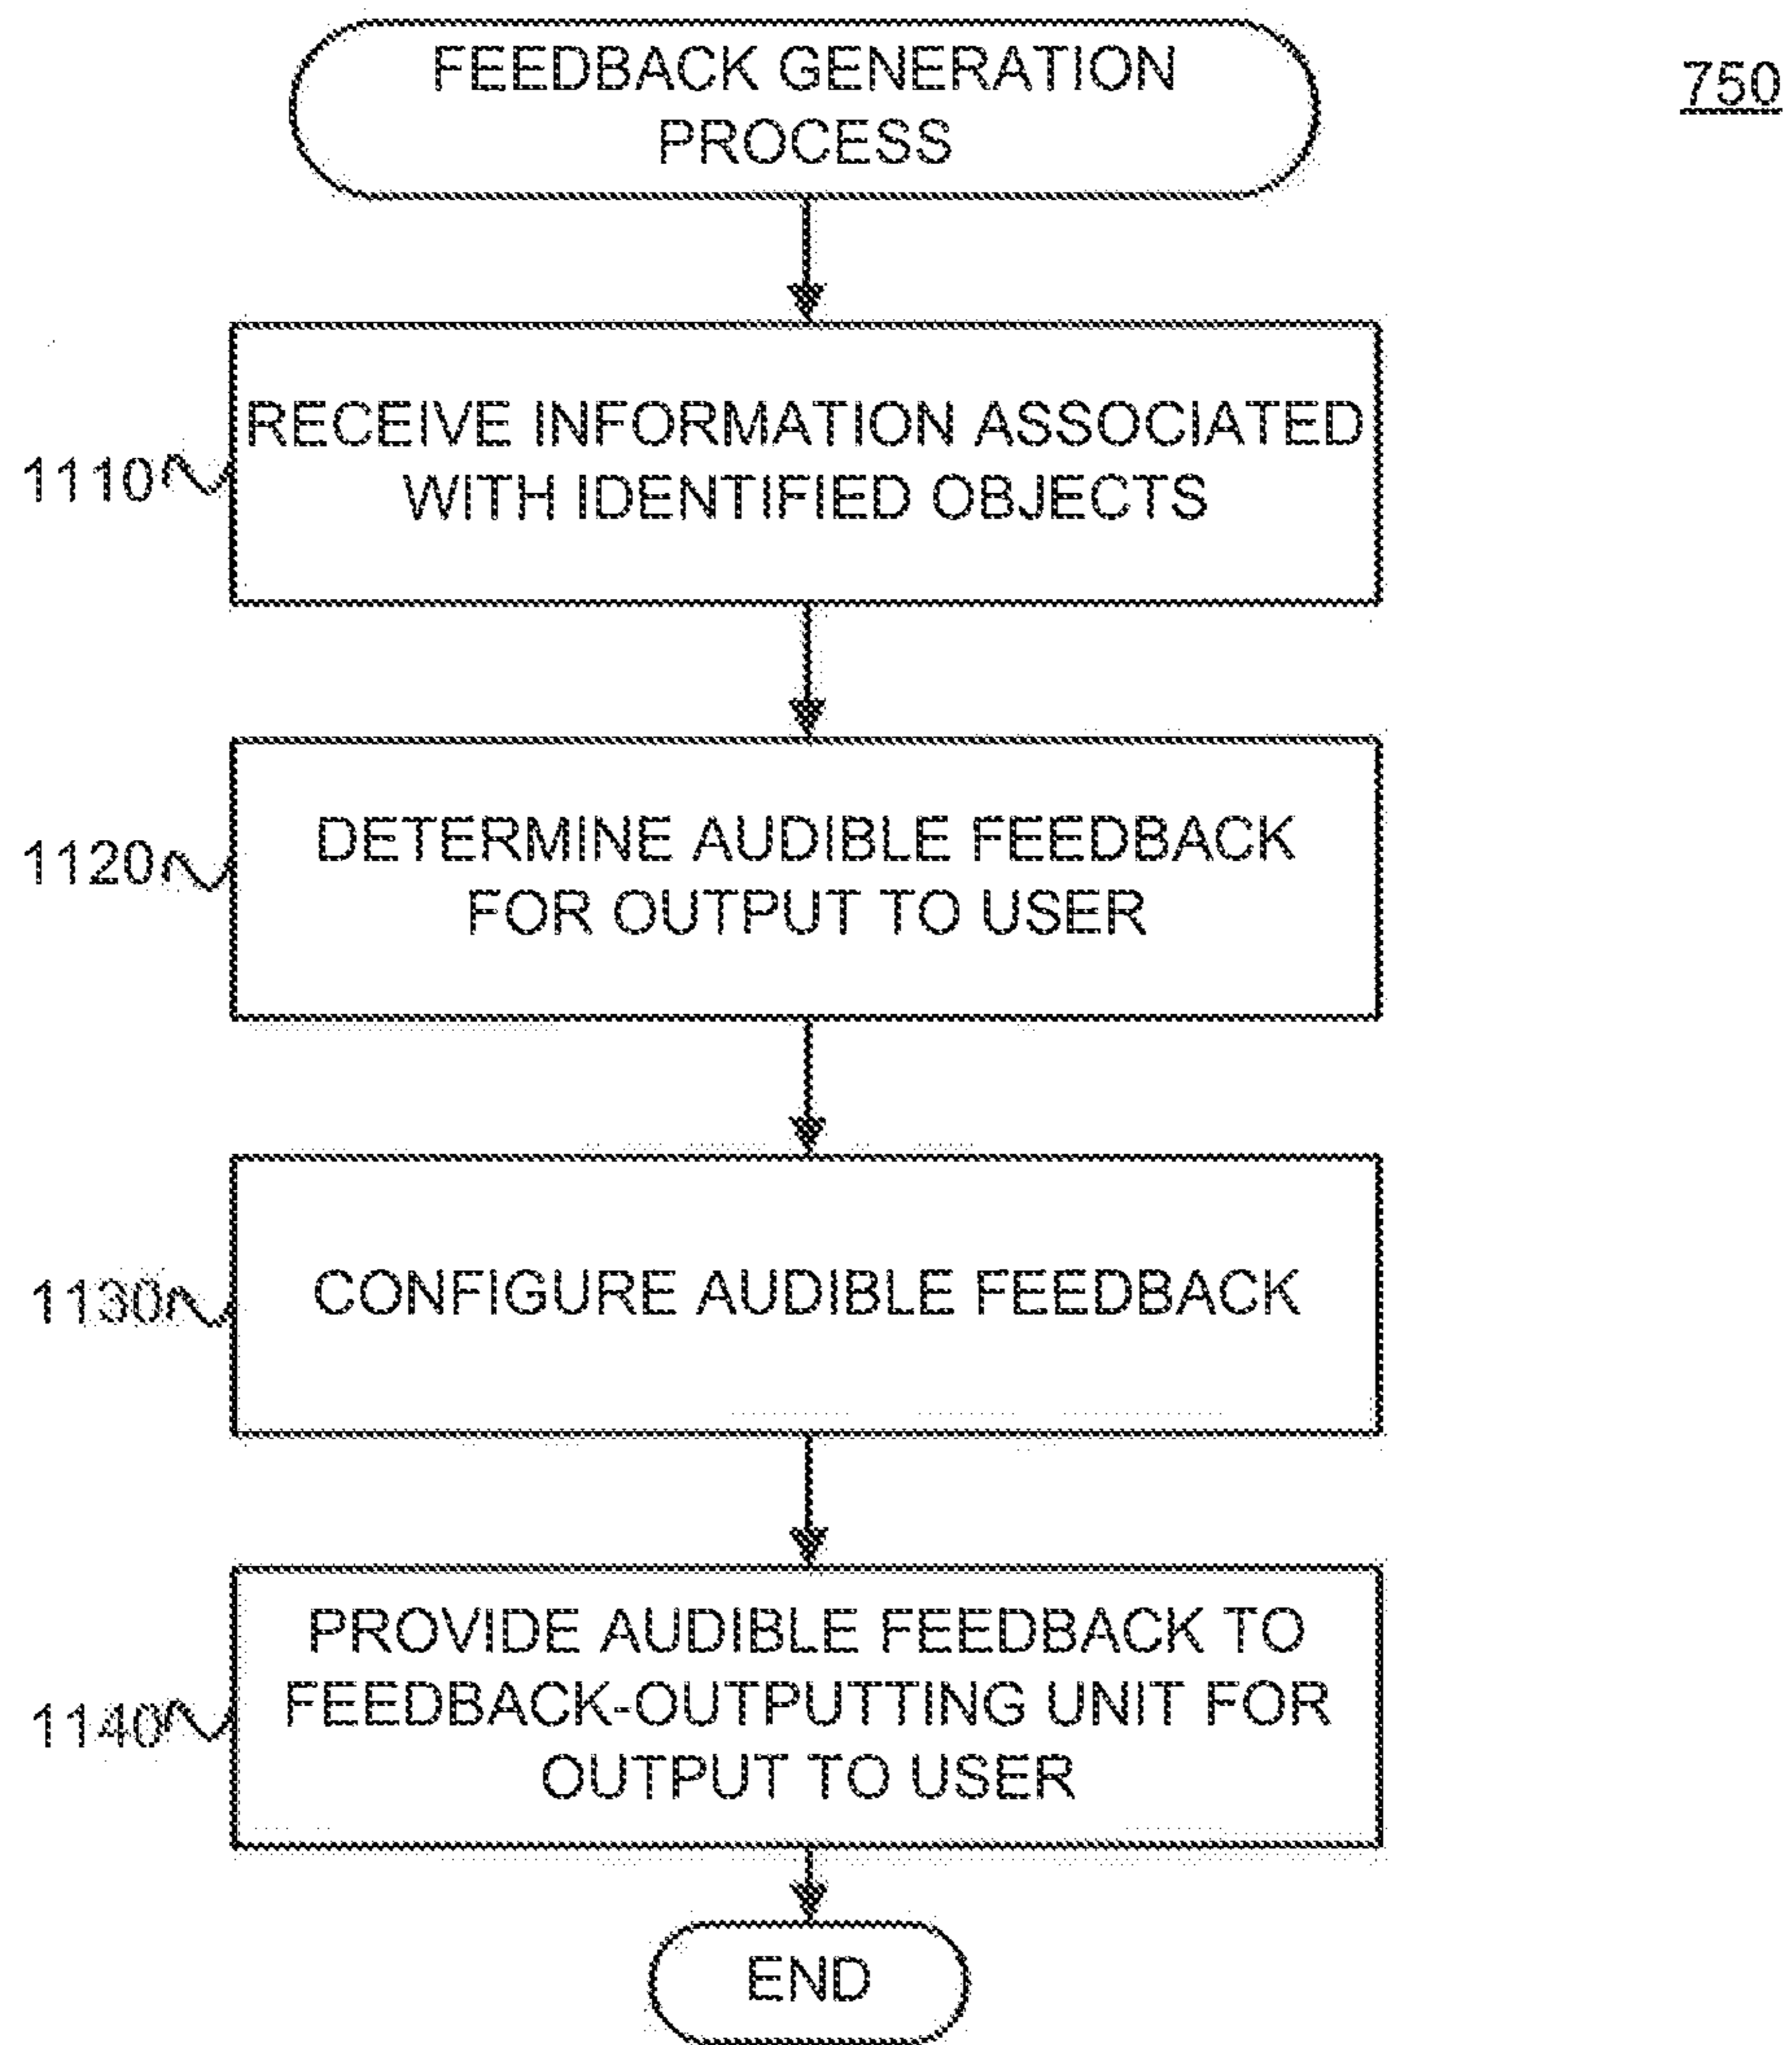 FEEDBACK GENERATION
PROCESS
750
RECEIVE INFORMATION ASSOCIATED
WITH IDENTIFIED OBJECTS
1110
DETERMINE AUDIBLE FEEDBACK
FOR OUTPUT TO USER
1120
CONFIGURE AUDIBLE FEEDBACK
1130
PROVIDE AUDIBLE FEEDBACK TO
FEEDBACK-OUTPUTTING UNIT FOR
OUTPUT TO USER
1140
END